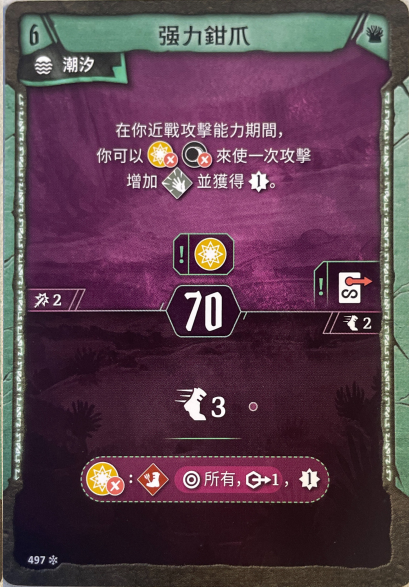 6 强力鉗爪
潮汐
在你近戰攻擊能力期間，
你可以 來使一次攻擊
增加 並獲得 1 。
!
!
S
2
70
2
3
: 所有， 1， 1
497